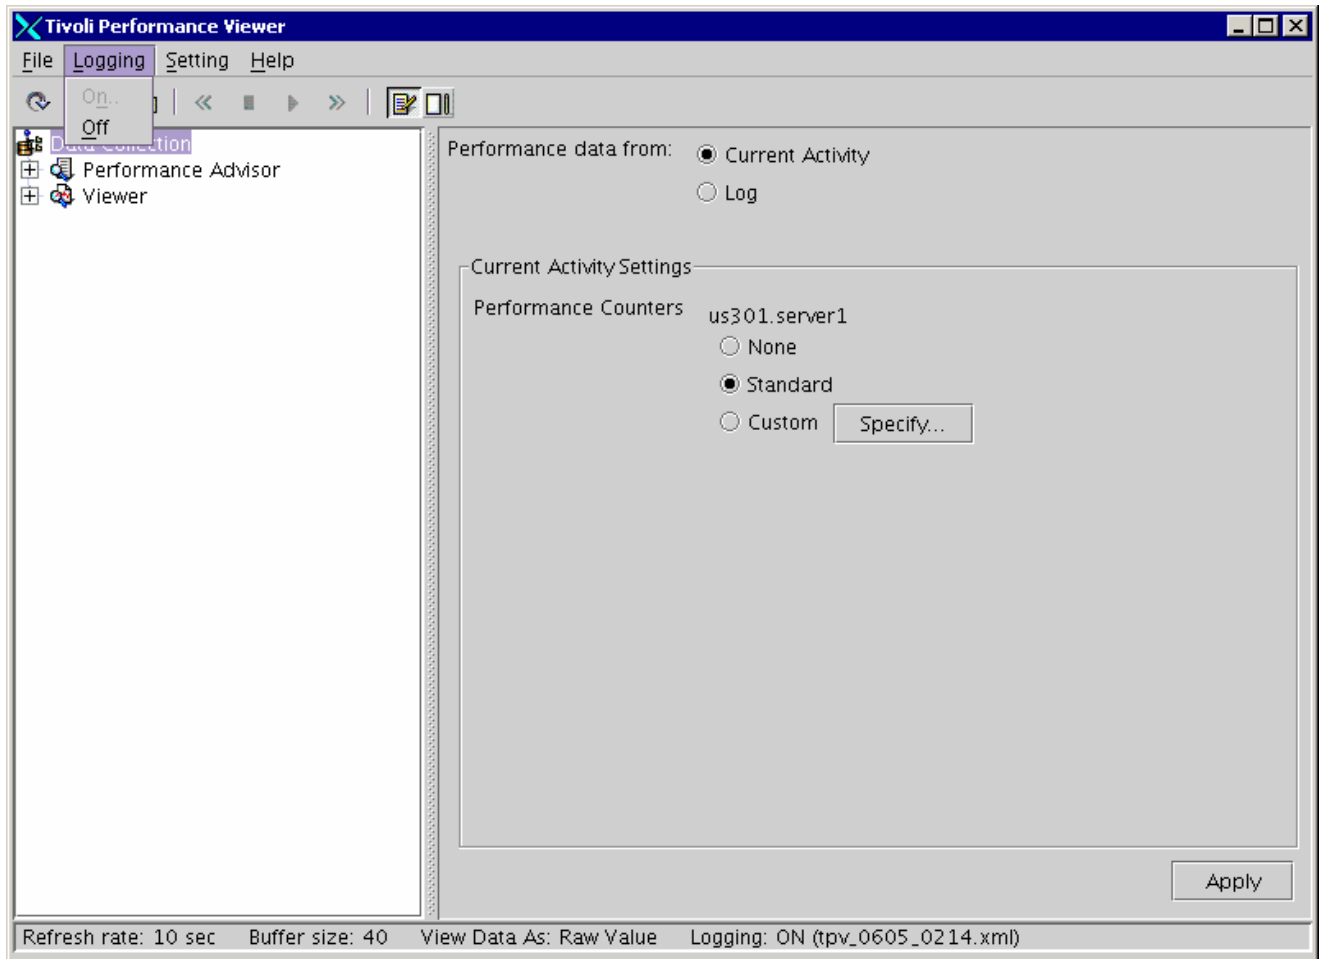 Tivoli Performance Viewer
File Logging Setting Help
On..
Off
Data Collection
Performance Advisor
Viewer
Performance data from:
Current Activity
Log
Current Activity Settings
Performance Counters
us301.server1
None
Standard
Custom
Specify...
Apply
Refresh rate: 10 sec Buffer size: 40 View Data As: Raw Value Logging: ON (tpv_0605_0214.xml)